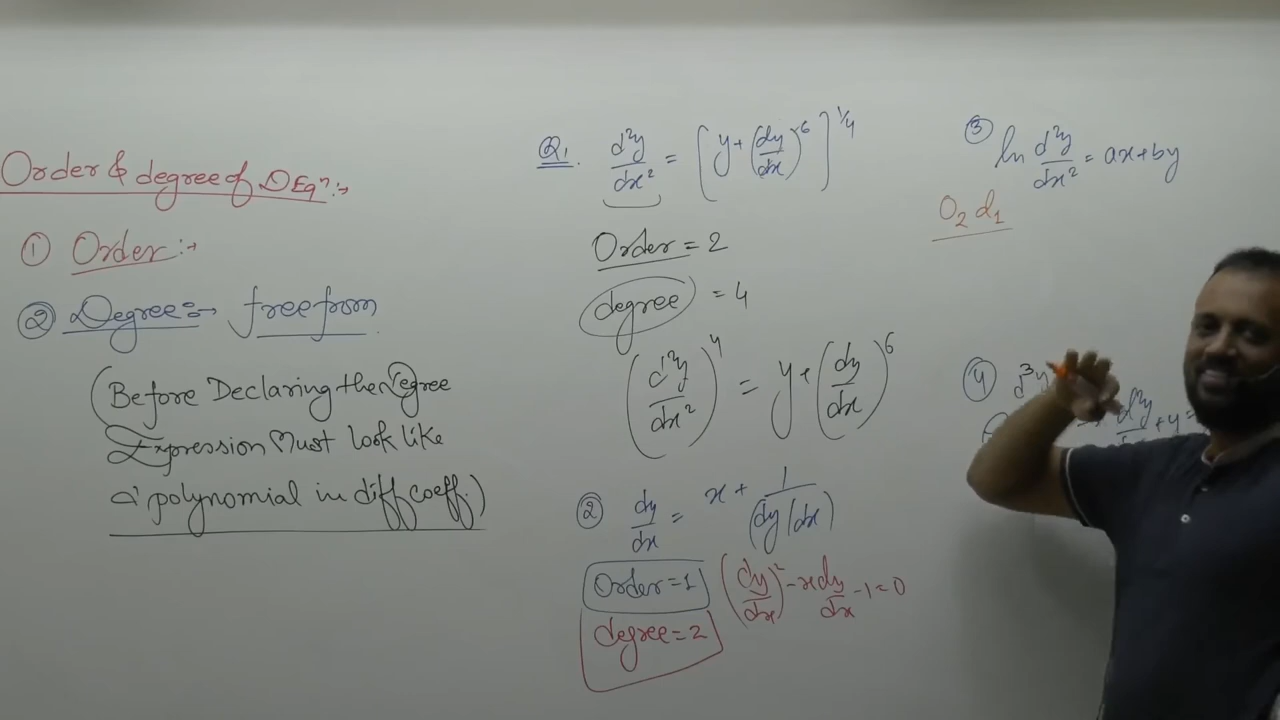 Order & degree of DEqⁿ:-
① Order :-
② Degree :- free from
(Before Declaring the degree
Expression Must look like
a polynomial in diff coeff.)
Q1. d²y/dx² = [y + (dy/dx)⁶]^1/4
Order = 2
degree = 4
(d²y/dx²)⁴ = y + (dy/dx)⁶
② dy/dx = x + 1/(dy/dx)
Order = 1
(dy/dx)² - x dy/dx - 1 = 0
degree = 2
③ ln d²y/dx² = ax + by
O₂ d₁
④ d³y
d²y + y =